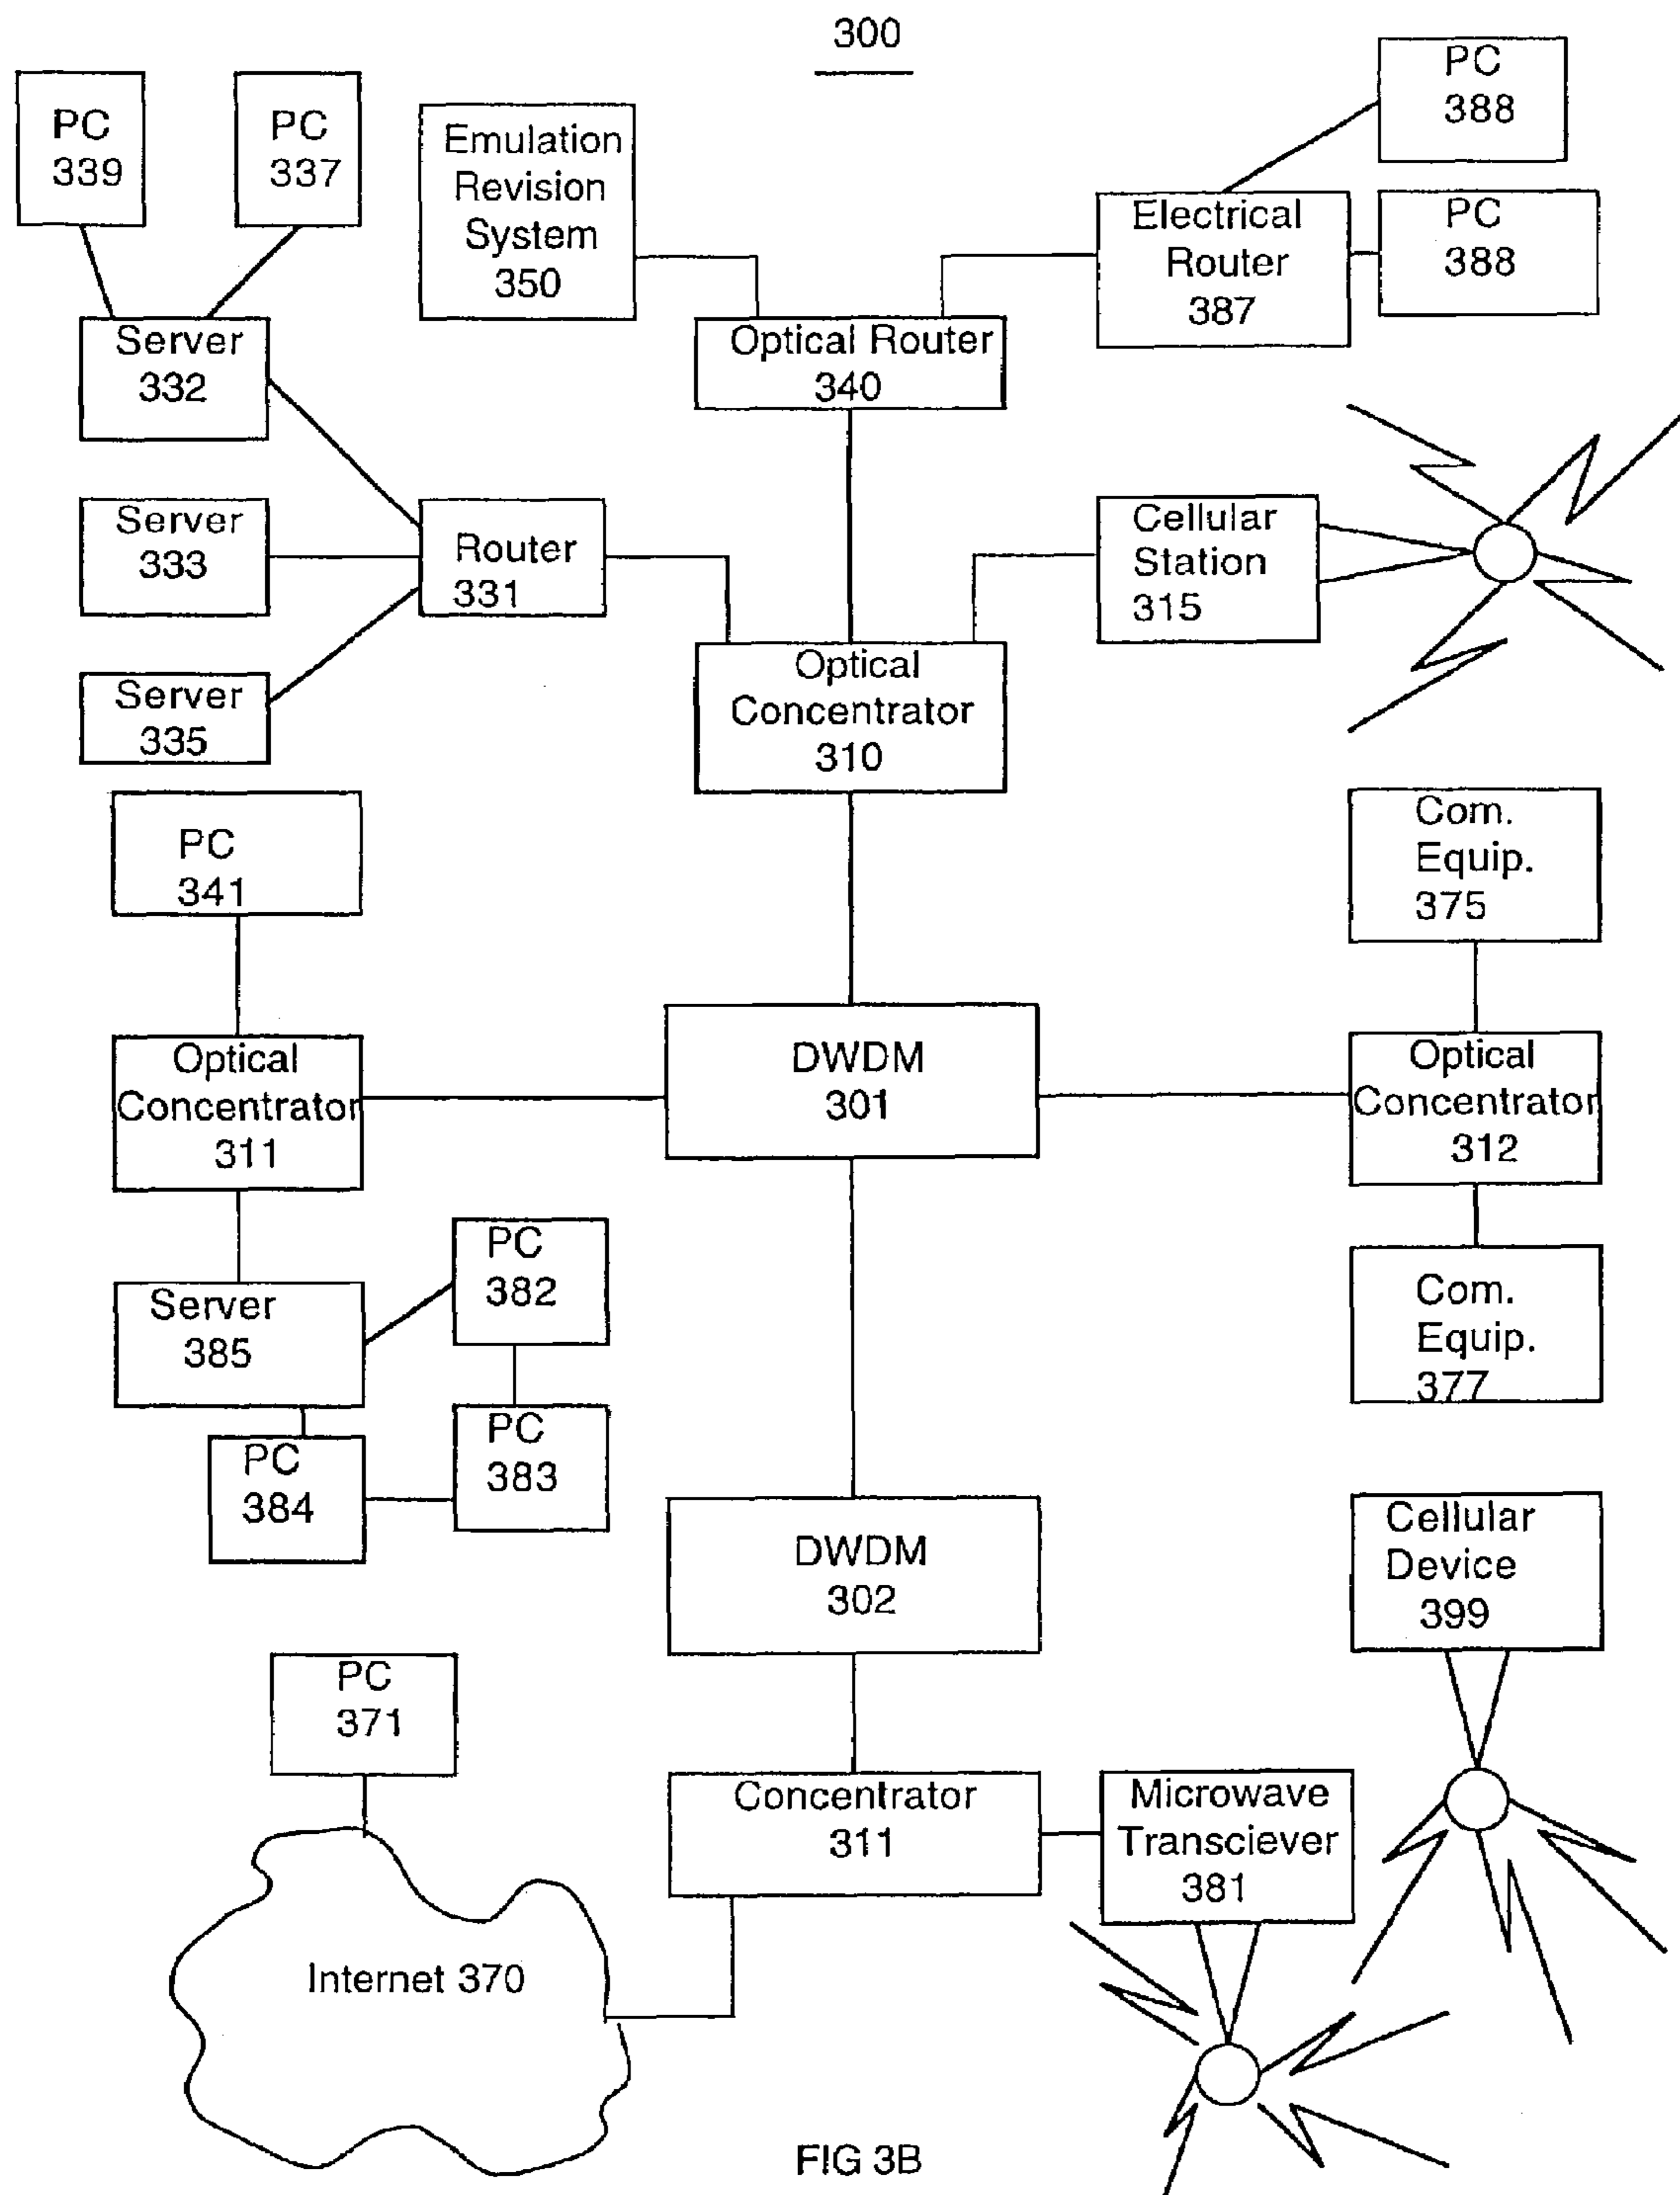 300
PC
339
PC
337
Emulation
Revision
System
350
PC
388
Electrical
Router
387
PC
388
Server
332
Optical Router
340
Server
333
Router
331
Cellular
Station
315
Server
335
Optical
Concentrator
310
PC
341
Com.
Equip.
375
Optical
Concentrator
311
DWDM
301
Optical
Concentrator
312
Server
385
PC
382
Com.
Equip.
377
PC
384
PC
383
DWDM
302
Cellular
Device
399
PC
371
Concentrator
311
Microwave
Transciever
381
Internet 370
FIG 3B